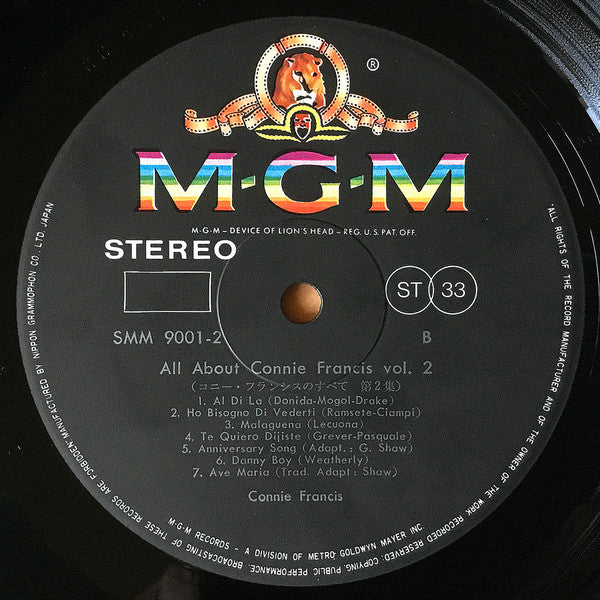 ®
M·G·M
M·G·M – DEVICE OF LION'S HEAD – REG. U.S. PAT. OFF.
STEREO
ST 33
SMM 9001-2 B
All About Connie Francis vol. 2
(コニー・フランシスのすべて 第2集)
1. Al Di La (Donida-Mogol-Drake)
2. Ho Bisogno Di Vederti (Ramsete-Ciampi)
3. Malaguena (Lecuona)
4. Te Quiero Dijiste (Grever-Pasquale)
5. Anniversary Song (Adapt.: G. Shaw)
6. Danny Boy (Weatherly)
7. Ave Maria (Trad. Adapt: Shaw)
Connie Francis
M·G·M RECORDS – A DIVISION OF METRO GOLDWYN MAYER INC.
"ALL RIGHTS OF THE RECORD MANUFACTURER AND OF THE OWNER OF THE WORK RECORDED RESERVED. COPYING, PUBLIC PERFORMANCE, BROADCASTING OF THESE RECORDS ARE FORBIDDEN" MANUFACTURED BY NIPPON GRAMMOPHON CO., LTD. JAPAN